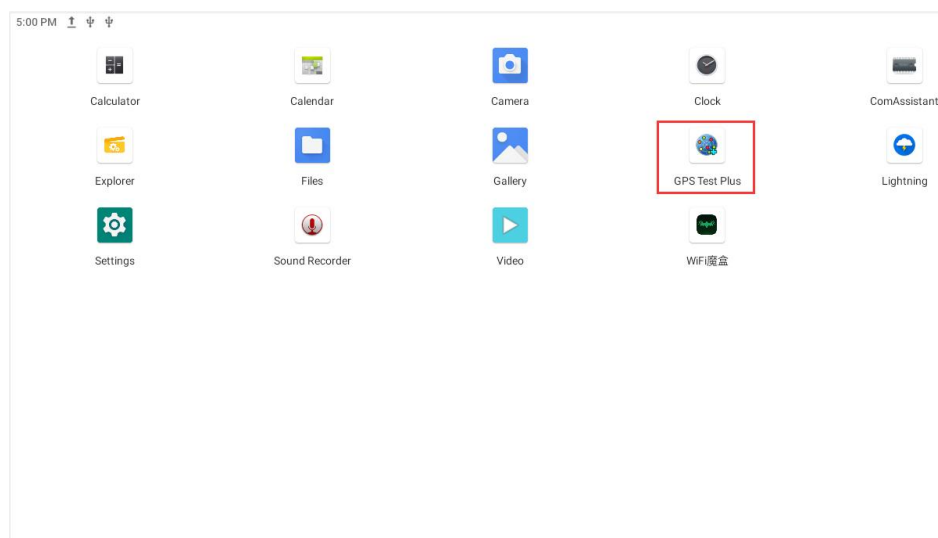 5:00 PM
Calculator Calendar Camera Clock ComAssistant
Explorer Files Gallery GPS Test Plus Lightning
Settings Sound Recorder Video WiFi魔盒